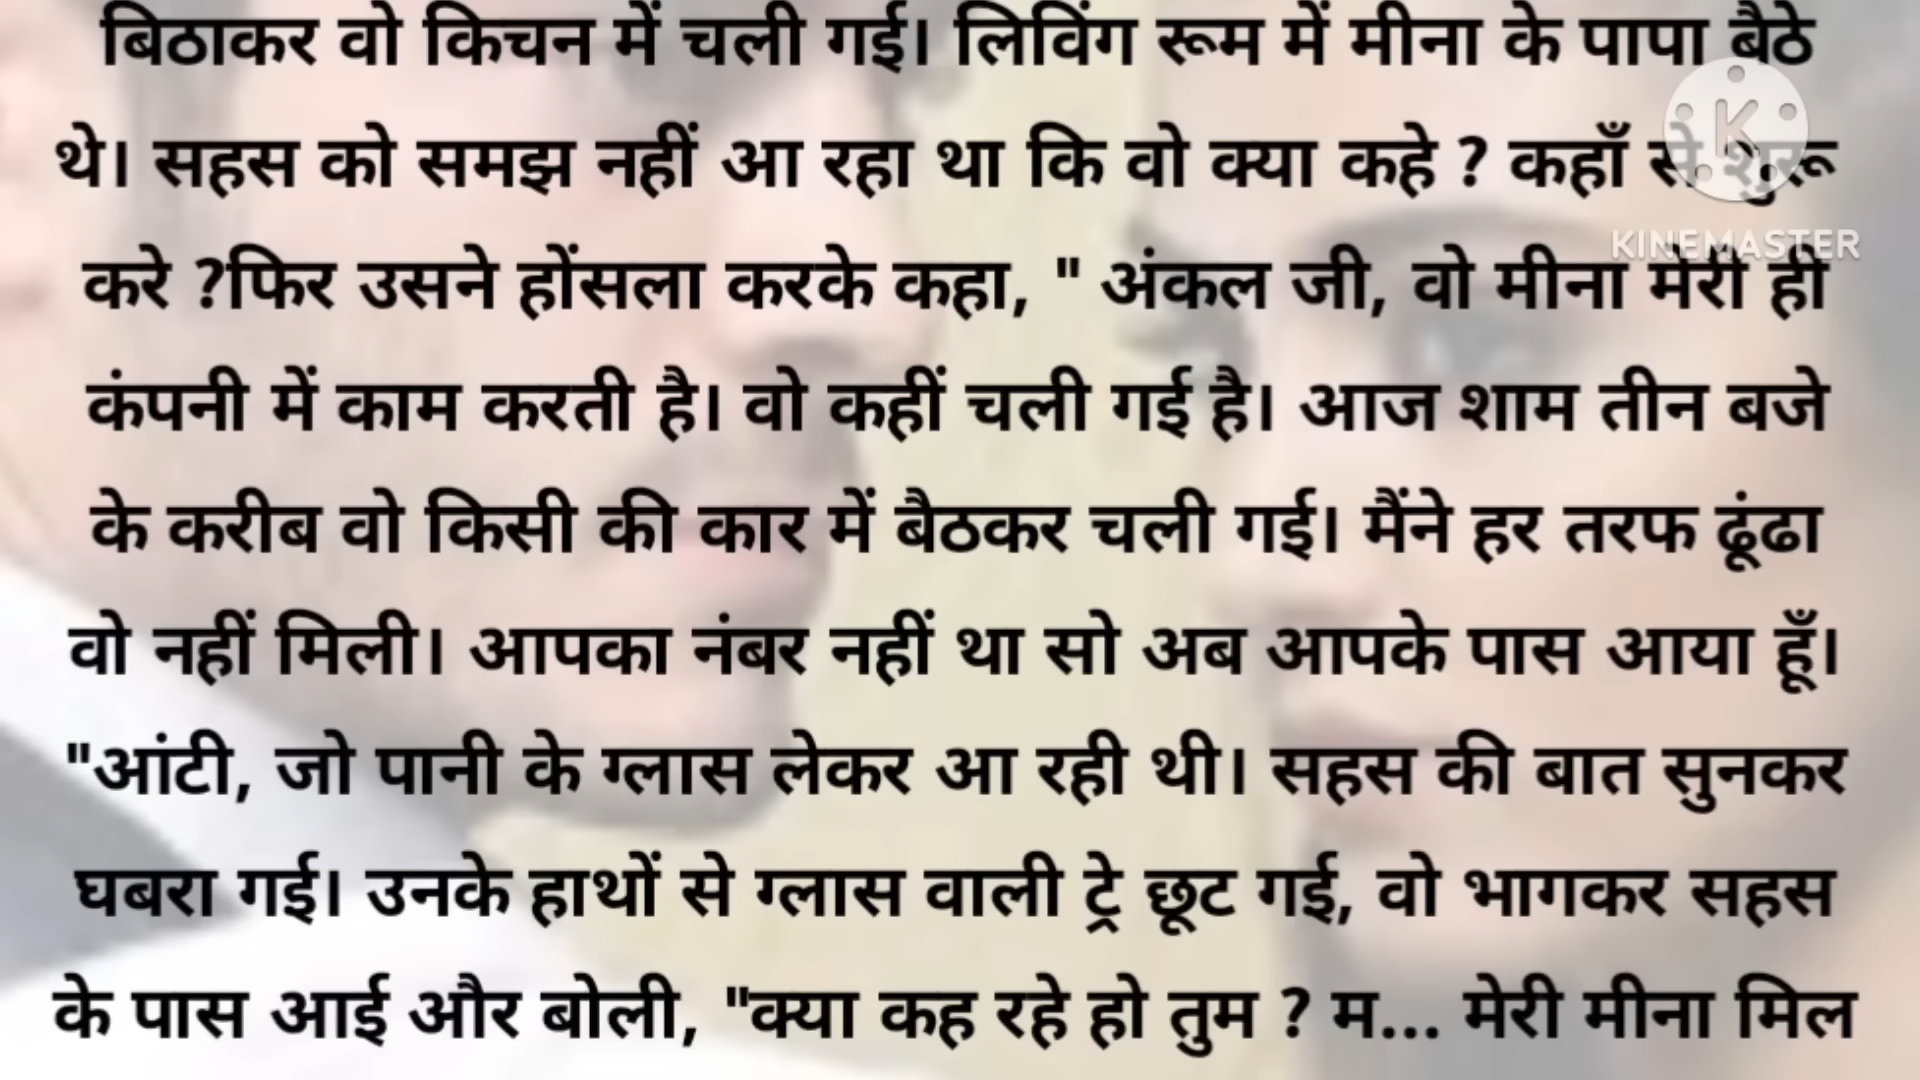 बिठाकर वो किचन में चली गई। लिविंग रूम में मीना के पापा बैठे
थे। सहस को समझ नहीं आ रहा था कि वो क्या कहे ? कहाँ से शुरू
KINEMASTER
करे ?फिर उसने होंसला करके कहा, " अंकल जी, वो मीना मेरी ही
कंपनी में काम करती है। वो कहीं चली गई है। आज शाम तीन बजे
के करीब वो किसी की कार में बैठकर चली गई। मैंने हर तरफ ढूंढा
वो नहीं मिली। आपका नंबर नहीं था सो अब आपके पास आया हूँ।
"आंटी, जो पानी के ग्लास लेकर आ रही थी। सहस की बात सुनकर
घबरा गई। उनके हाथों से ग्लास वाली ट्रे छूट गई, वो भागकर सहस
के पास आई और बोली, "क्या कह रहे हो तुम ? म... मेरी मीना मिल